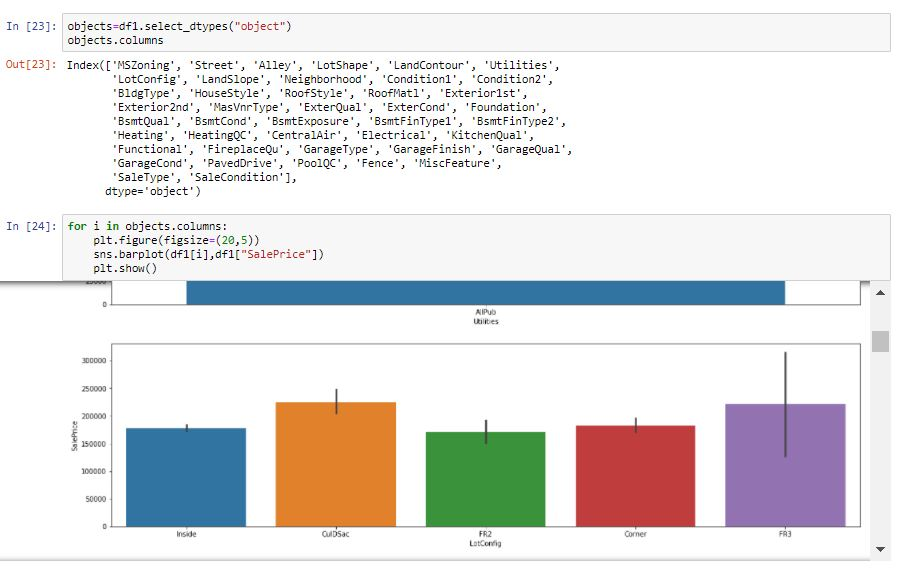 In [23]: objects=df1.select_dtypes("object")
objects.columns
Out[23]: Index(['MSZoning', 'Street', 'Alley', 'LotShape', 'LandContour', 'Utilities',
'LotConfig', 'LandSlope', 'Neighborhood', 'Condition1', 'Condition2',
'BldgType', 'HouseStyle', 'RoofStyle', 'RoofMatl', 'Exterior1st',
'Exterior2nd', 'MasVnrType', 'ExterQual', 'ExterCond', 'Foundation',
'BsmtQual', 'BsmtCond', 'BsmtExposure', 'BsmtFinType1', 'BsmtFinType2',
'Heating', 'HeatingQC', 'CentralAir', 'Electrical', 'KitchenQual',
'Functional', 'FireplaceQu', 'GarageType', 'GarageFinish', 'GarageQual',
'GarageCond', 'PavedDrive', 'PoolQC', 'Fence', 'MiscFeature',
'SaleType', 'SaleCondition'],
dtype='object')
In [24]: for i in objects.columns:
plt.figure(figsize=(20,5))
sns.barplot(df1[i],df1["SalePrice"])
plt.show()
25000
0
AllPub
Utilities
300000
250000
200000
150000
100000
50000
0
SalePrice
Inside CulDSac FR2 Corner FR3
LotConfig